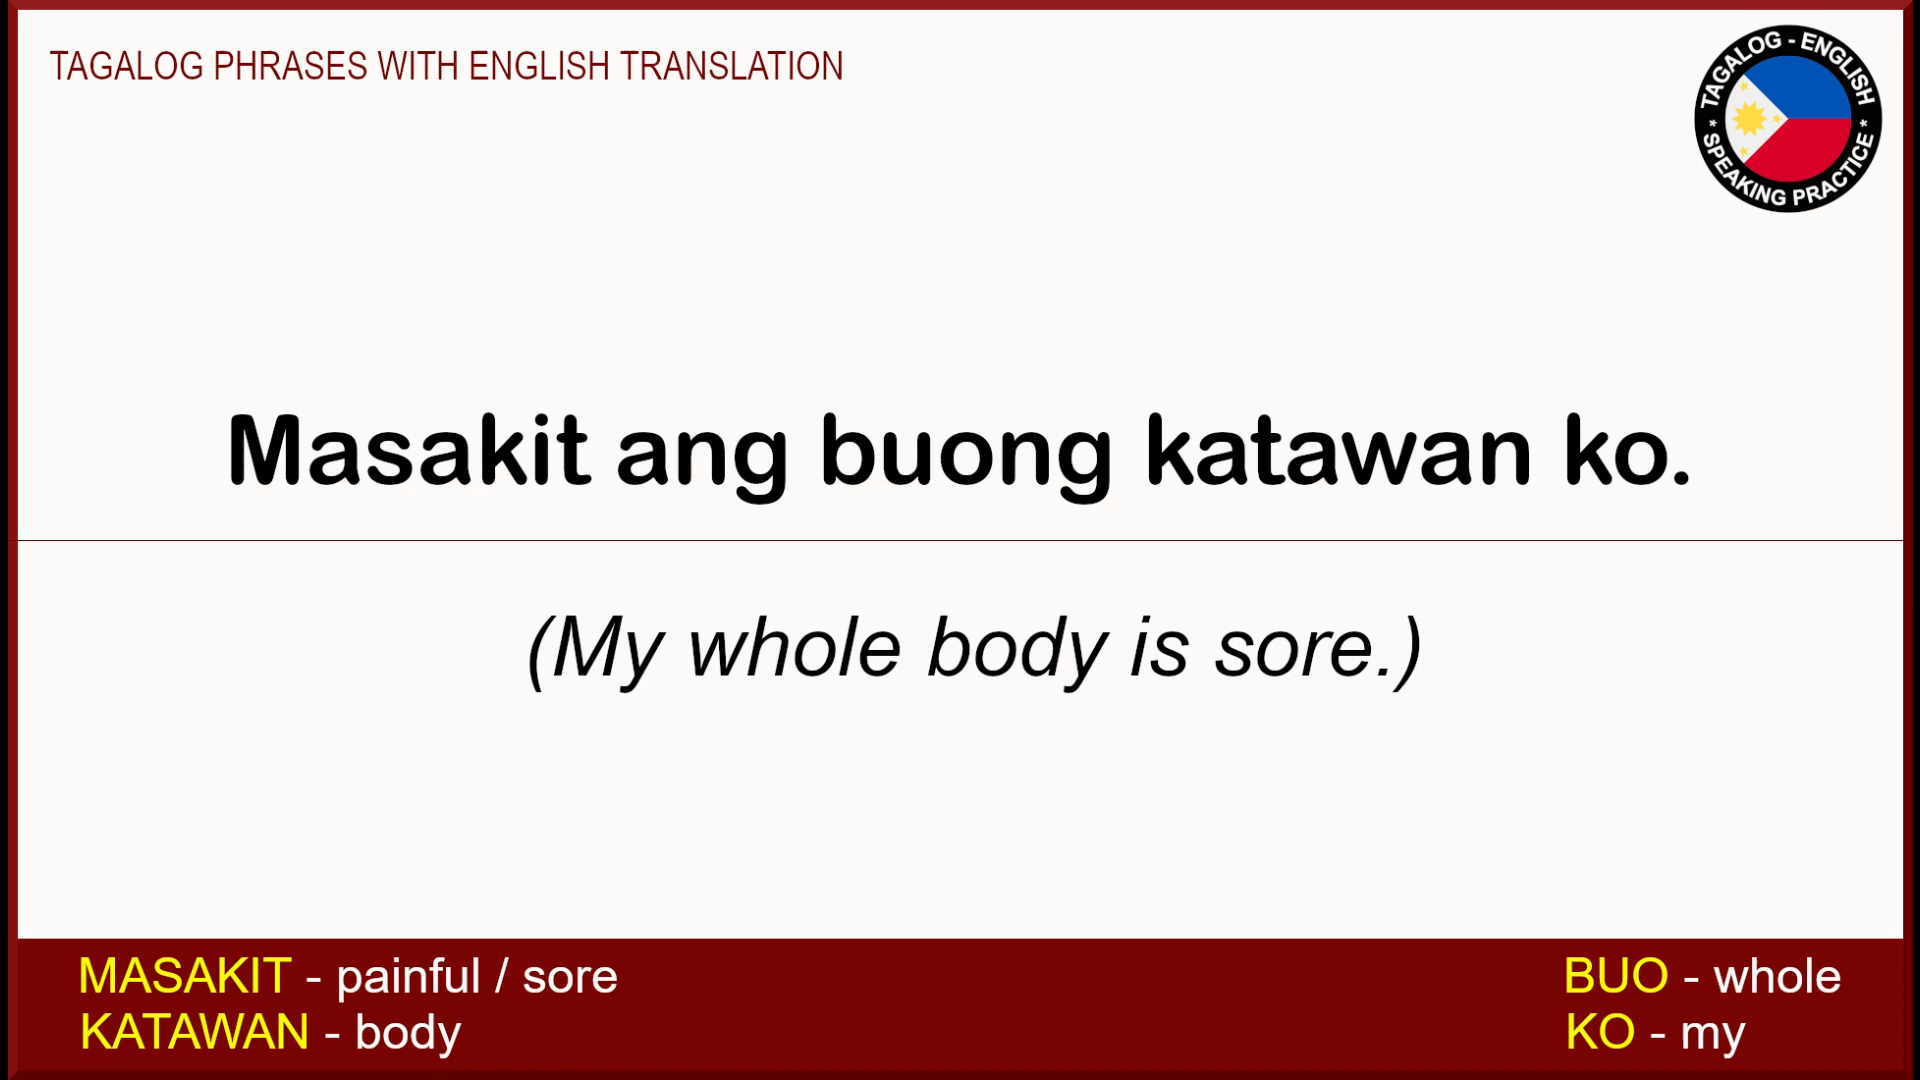 TAGALOG PHRASES WITH ENGLISH TRANSLATION
TAGALOG - ENGLISH
* SPEAKING PRACTICE *
Masakit ang buong katawan ko.
(My whole body is sore.)
MASAKIT - painful / sore
KATAWAN - body
BUO - whole
KO - my